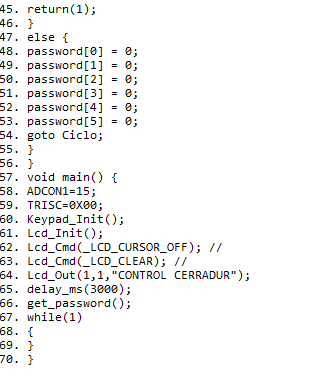 45. return(1);
46. }
47. else {
48. password[0] = 0;
49. password[1] = 0;
50. password[2] = 0;
51. password[3] = 0;
52. password[4] = 0;
53. password[5] = 0;
54. goto Ciclo;
55. }
56. }
57. void main() {
58. ADCON1=15;
59. TRISC=0X00;
60. Keypad_Init();
61. Lcd_Init();
62. Lcd_Cmd(_LCD_CURSOR_OFF); //
63. Lcd_Cmd(_LCD_CLEAR); //
64. Lcd_Out(1,1,"CONTROL CERRADUR");
65. delay_ms(3000);
66. get_password();
67. while(1)
68. {
69. }
70. }